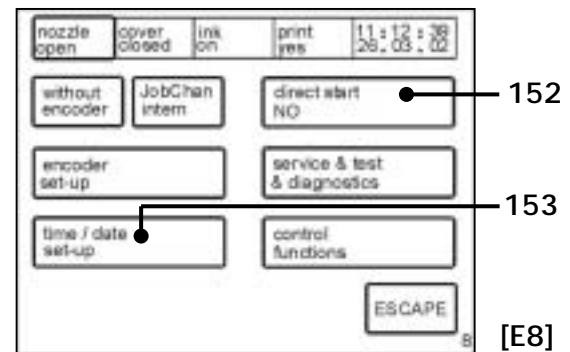 nozzle open
cover closed
ink on
print yes
11:12:38
26.03.02
without encoder
JobChan intern
direct start NO
152
encoder set-up
service & test & diagnostics
153
time / date set-up
control functions
ESCAPE
8
[E8]